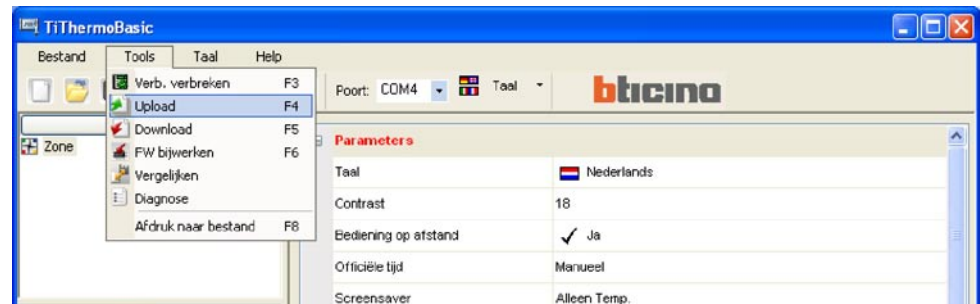 TiThermoBasic
Bestand Tools Taal Help
Poort: COM4 Taal
bticino
Verb. verbreken F3
Upload F4
Download F5
FW bijwerken F6
Vergelijken
Diagnose
Afdruk naar bestand F8
Zone
Parameters
Taal Nederlands
Contrast 18
Bediening op afstand Ja
Officiële tijd Manueel
Screensaver Alleen Temp.